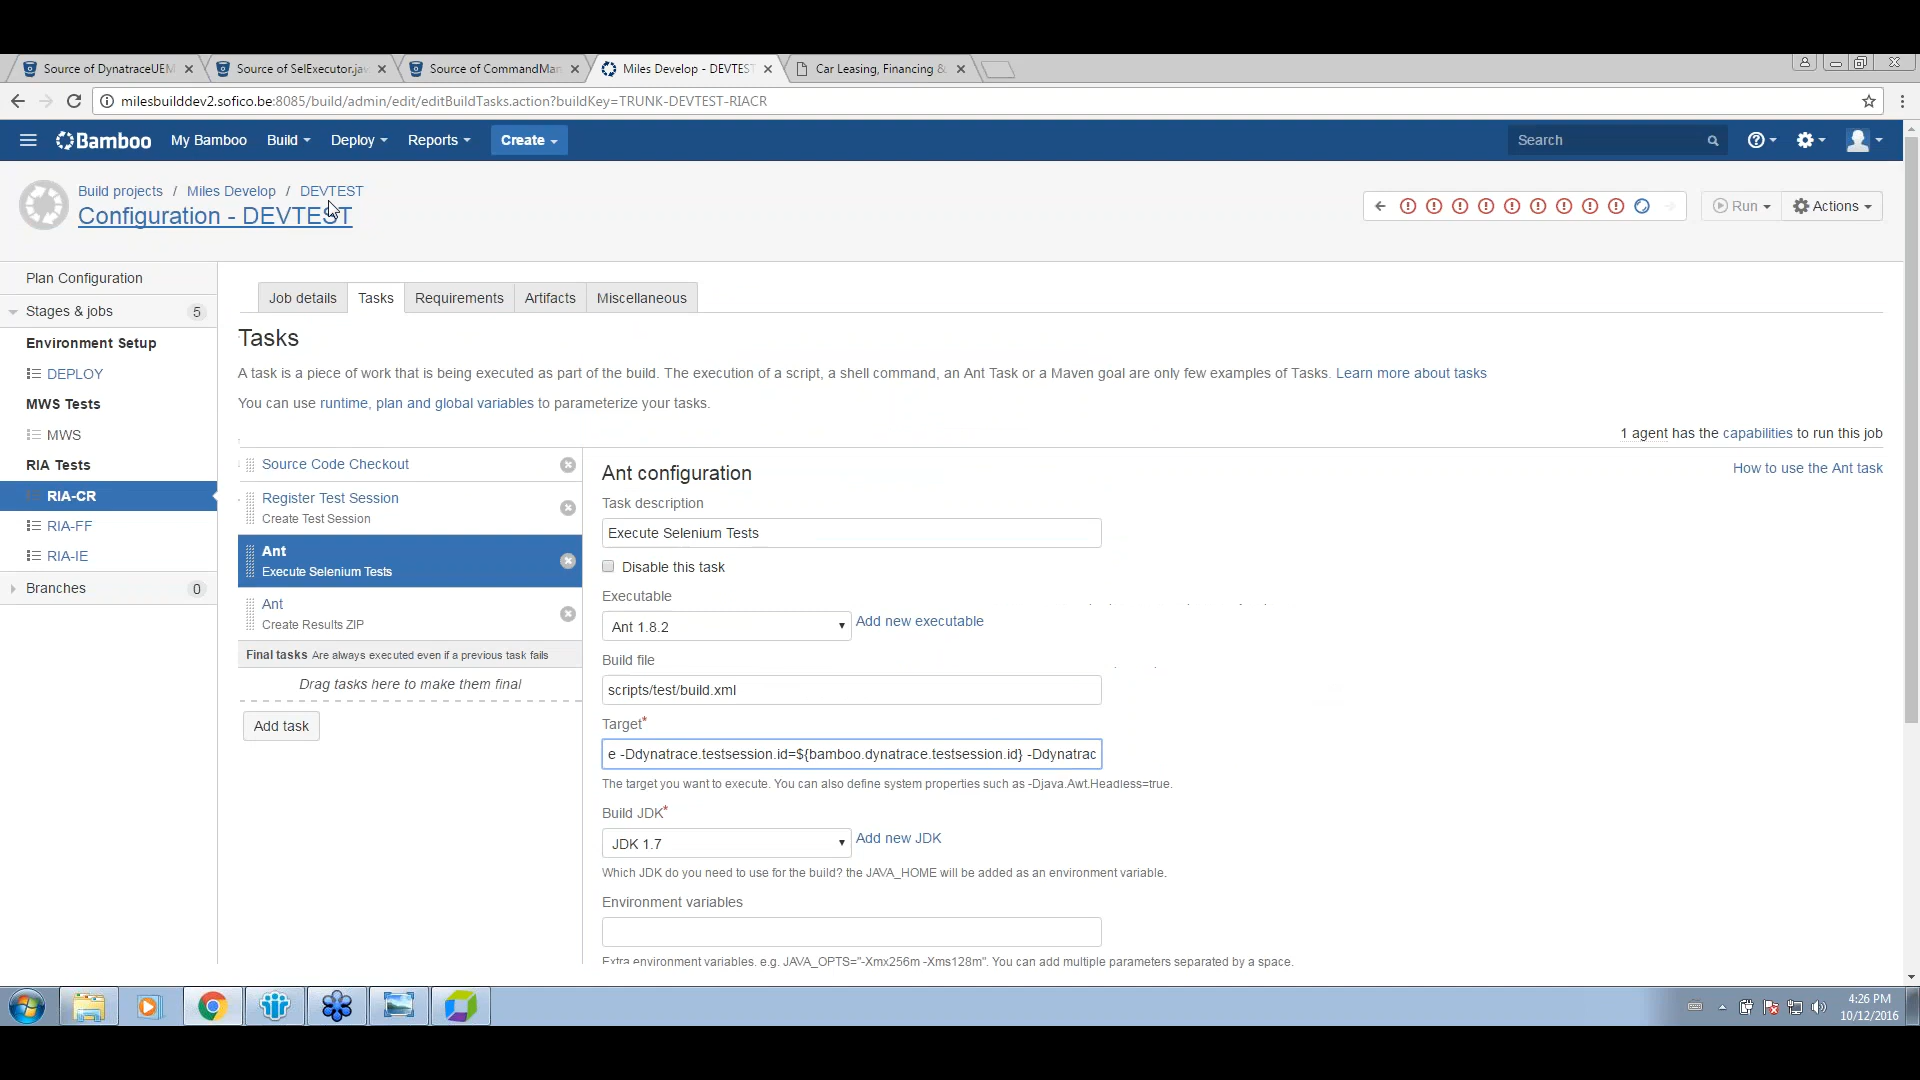 Source of DynatraceUEM
Source of SelExecutor.jav
Source of CommandMan
Miles Develop - DEVTEST
Car Leasing, Financing &
milesbuilddev2.sofico.be:8085/build/admin/edit/editBuildTasks.action?buildKey=TRUNK-DEVTEST-RIACR
Bamboo
My Bamboo
Build
Deploy
Reports
Create
Search
Build projects / Miles Develop / DEVTEST
Configuration - DEVTEST
Run
Actions
Plan Configuration
Stages & jobs 5
Environment Setup
DEPLOY
MWS Tests
MWS
RIA Tests
RIA-CR
RIA-FF
RIA-IE
Branches 0
Job details
Tasks
Requirements
Artifacts
Miscellaneous
Tasks
A task is a piece of work that is being executed as part of the build. The execution of a script, a shell command, an Ant Task or a Maven goal are only few examples of Tasks. Learn more about tasks
You can use runtime, plan and global variables to parameterize your tasks.
1 agent has the capabilities to run this job
Source Code Checkout
Register Test Session
Create Test Session
Ant
Execute Selenium Tests
Ant
Create Results ZIP
Final tasks Are always executed even if a previous task fails
Drag tasks here to make them final
Add task
Ant configuration
How to use the Ant task
Task description
Execute Selenium Tests
Disable this task
Executable
Ant 1.8.2
Add new executable
Build file
scripts/test/build.xml
Target*
e -Ddynatrace.testsession.id=${bamboo.dynatrace.testsession.id} -Ddynatrac
The target you want to execute. You can also define system properties such as -Djava.Awt.Headless=true.
Build JDK*
JDK 1.7
Add new JDK
Which JDK do you need to use for the build? the JAVA_HOME will be added as an environment variable.
Environment variables
Extra environment variables. e.g. JAVA_OPTS="-Xmx256m -Xms128m". You can add multiple parameters separated by a space.
4:26 PM
10/12/2016